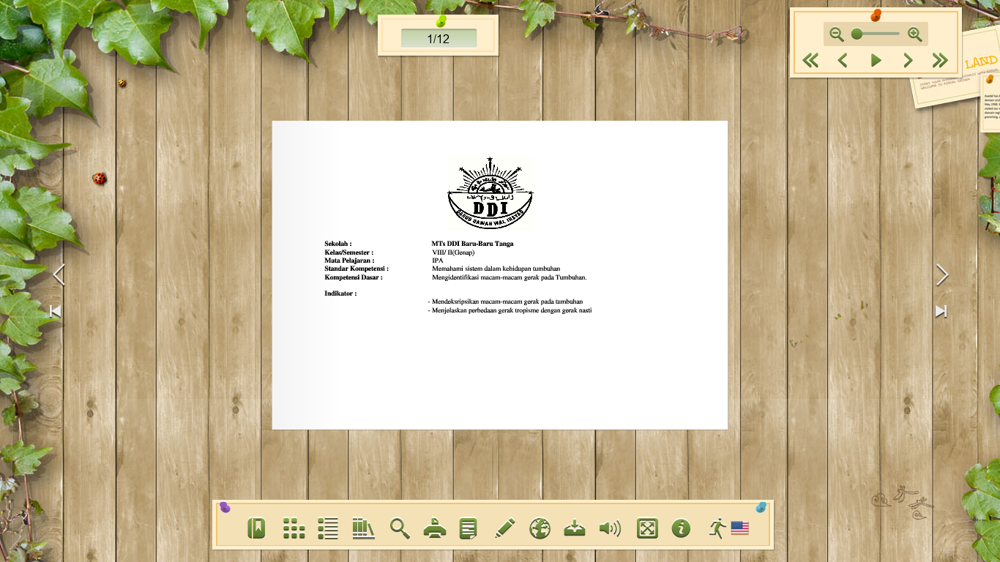 1/12
LAND
DDI
DARUD DAWAH WAL IRSYAD
Sekolah : MTs DDI Baru-Baru Tanga
Kelas/Semester : VIII/ II(Genap)
Mata Pelajaran : IPA
Standar Kompetensi : Memahami sistem dalam kehidupan tumbuhan
Kompetensi Dasar : Mengidentifikasi macam-macam gerak pada Tumbuhan.
Indikator :
- Mendeksripsikan macam-macam gerak pada tumbuhan
- Menjelaskan perbedaan gerak tropisme dengan gerak nasti